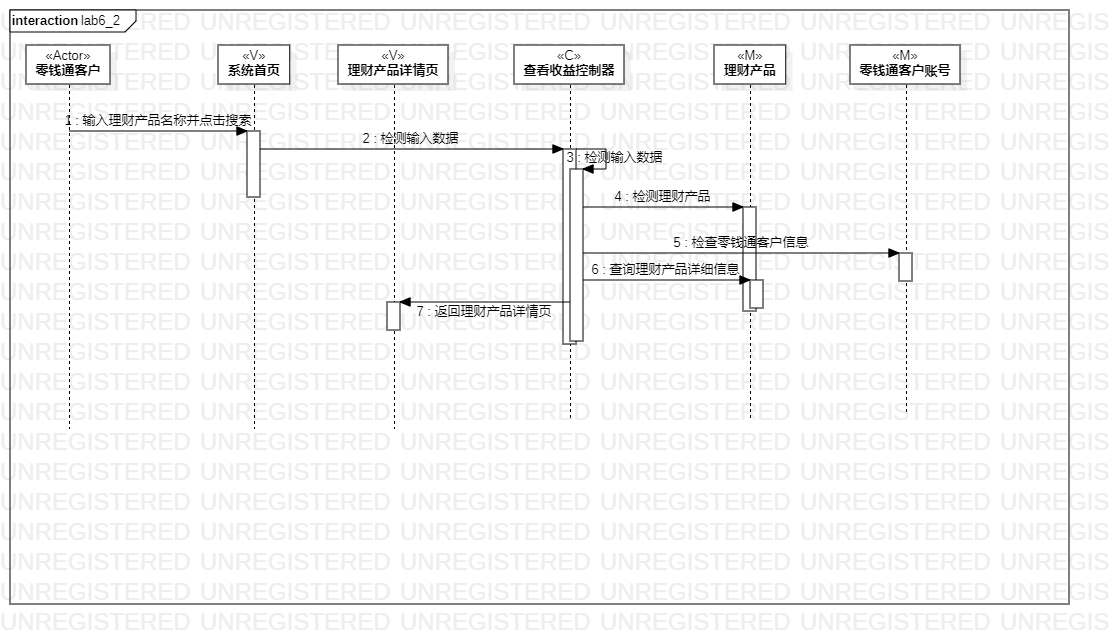 interaction lab6_2
«Actor»
零钱通客户
«V»
系统首页
«V»
理财产品详情页
«C»
查看收益控制器
«M»
理财产品
«M»
零钱通客户账号
1 : 输入理财产品名称并点击搜索
2 : 检测输入数据
3 : 检测输入数据
4 : 检测理财产品
5 : 检查零钱通客户信息
6 : 查询理财产品详细信息
7 : 返回理财产品详情页
UNREGISTERED UNREGISTERED UNREGISTERED UNREGISTERED UNREGISTERED UNREGIS